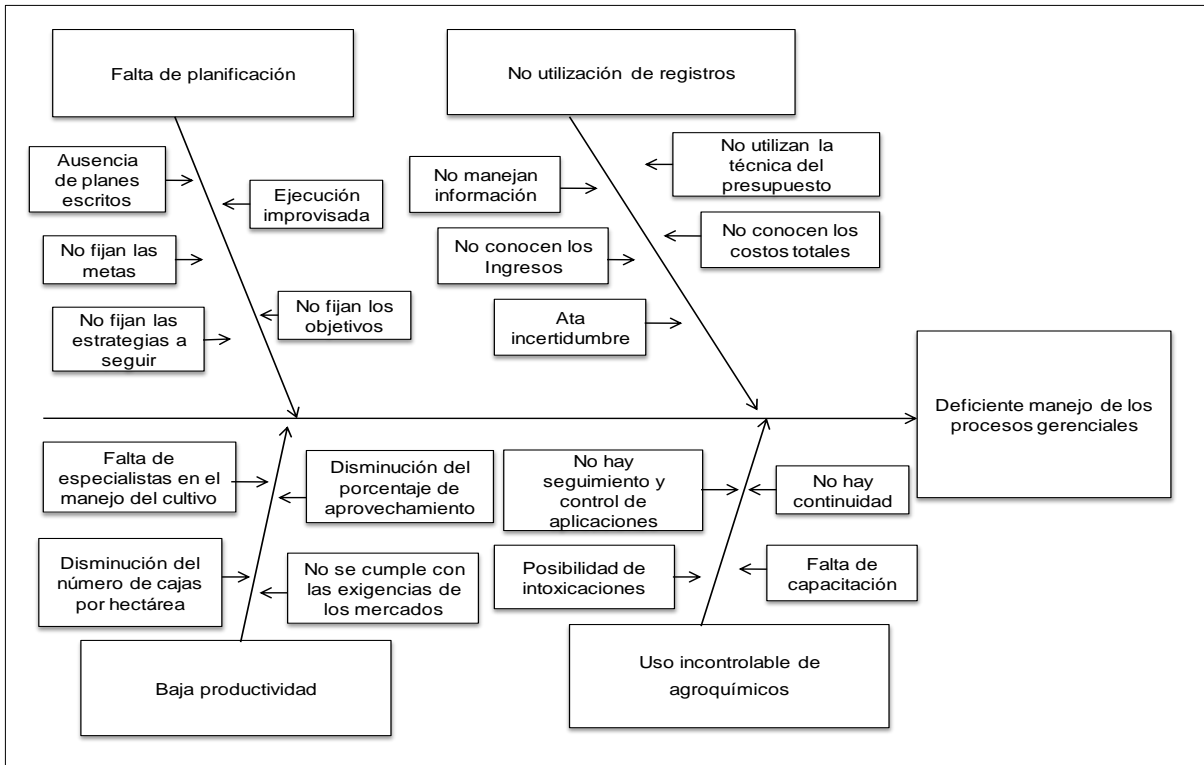 Falta de planificación
No utilización de registros
Ausencia
de planes
escritos
Ejecución
improvisada
No fijan las
metas
No fijan los
objetivos
No fijan las
estrategias a
seguir
No manejan
información
No utilizan la
técnica del
presupuesto
No conocen los
Ingresos
No conocen los
costos totales
Ata
incertidumbre
Deficiente manejo de los
procesos gerenciales
Falta de
especialistas en el
manejo del cultivo
Disminución del
porcentaje de
aprovechamiento
Disminución del
número de cajas
por hectárea
No se cumple con
las exigencias de
los mercados
No hay
seguimiento y
control de
aplicaciones
No hay
continuidad
Posibilidad de
intoxicaciones
Falta de
capacitación
Baja productividad
Uso incontrolable de
agroquímicos